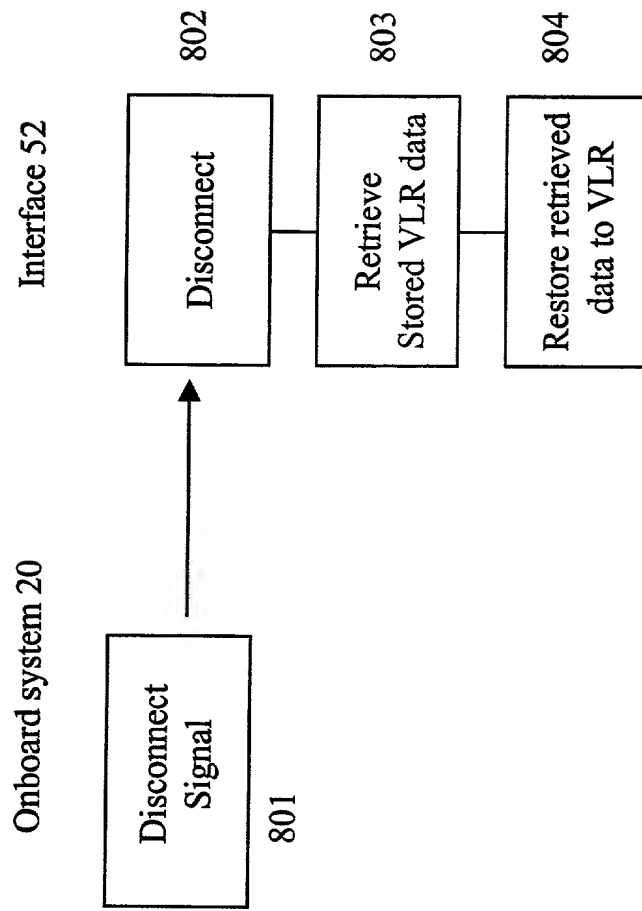 Onboard system 20
Interface 52
Disconnect
Signal
801
Disconnect
802
Retrieve
Stored VLR data
803
Restore retrieved
data to VLR
804